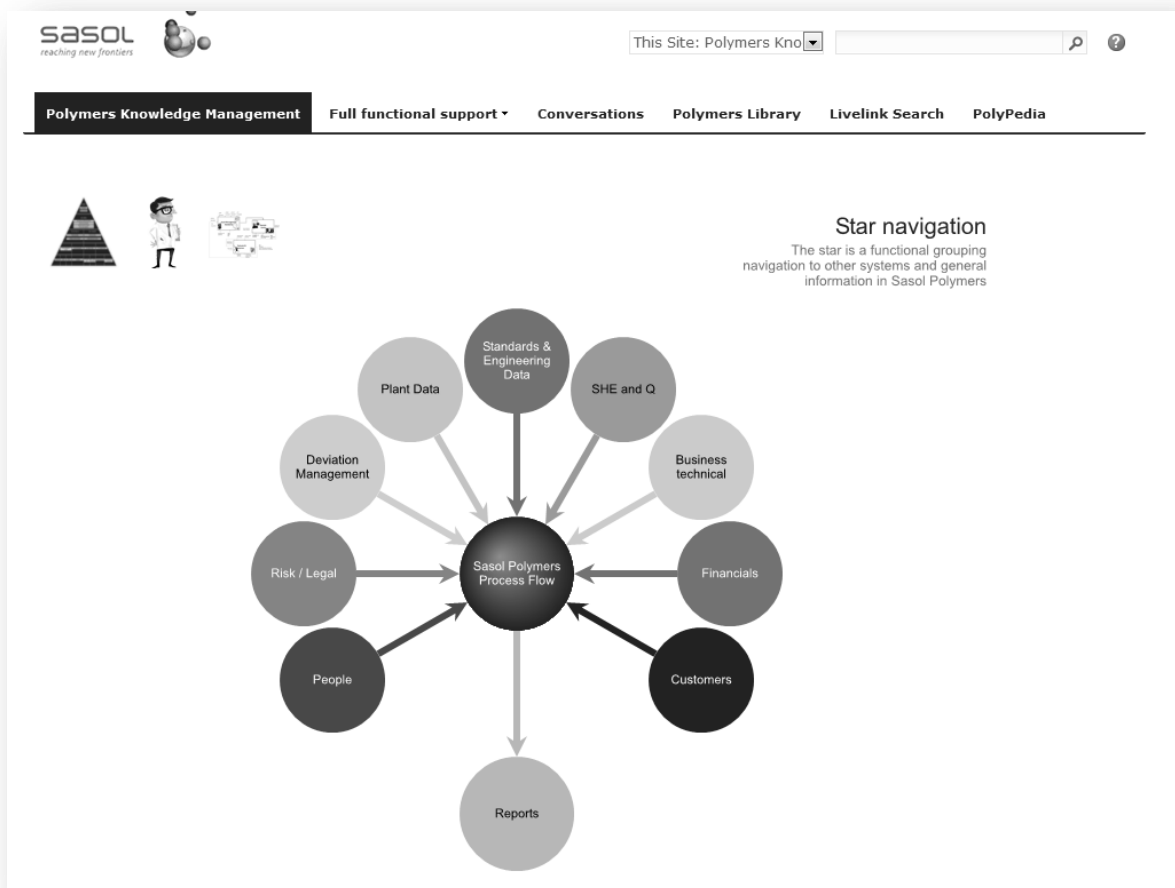 sasol
reaching new frontiers
This Site: Polymers Kno
?
Polymers Knowledge Management
Full functional support
Conversations
Polymers Library
Livelink Search
PolyPedia
Star navigation
The star is a functional grouping
navigation to other systems and general
information in Sasol Polymers
Standards &
Engineering
Data
Plant Data
SHE and Q
Deviation
Management
Business
technical
Risk / Legal
Sasol Polymers
Process Flow
Financials
People
Customers
Reports